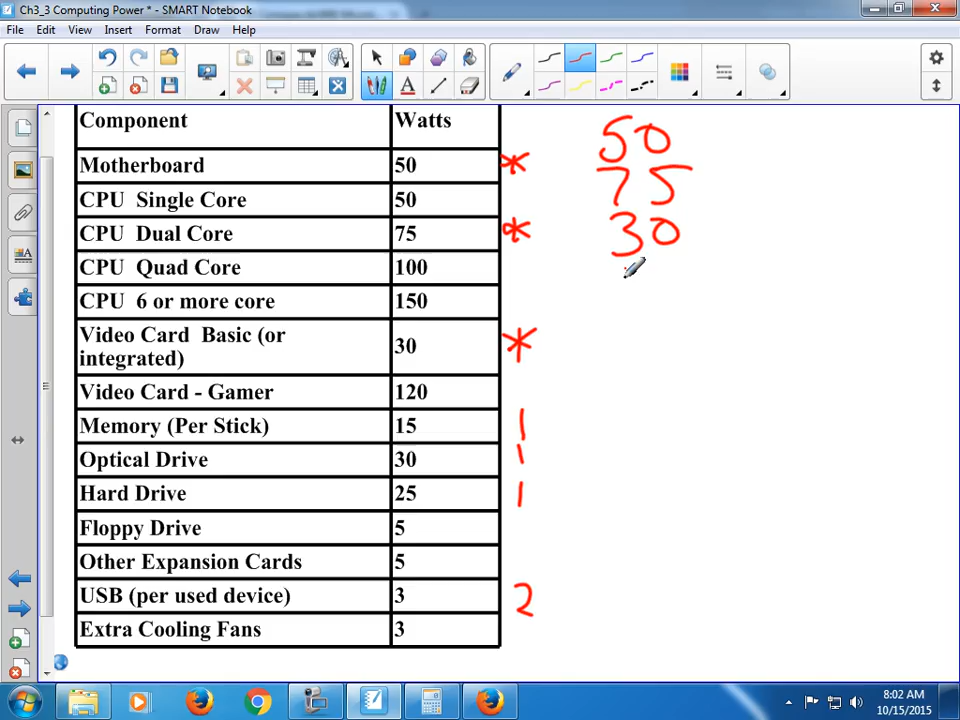 Ch3_3 Computing Power * - SMART Notebook
File Edit View Insert Format Draw Help
Component Watts
Motherboard 50 *
CPU Single Core 50
CPU Dual Core 75 *
CPU Quad Core 100
CPU 6 or more core 150
Video Card Basic (or
integrated) 30 *
Video Card - Gamer 120
Memory (Per Stick) 15 1
Optical Drive 30 1
Hard Drive 25 1
Floppy Drive 5
Other Expansion Cards 5
USB (per used device) 3 2
Extra Cooling Fans 3
50
75
30
8:02 AM
10/15/2015